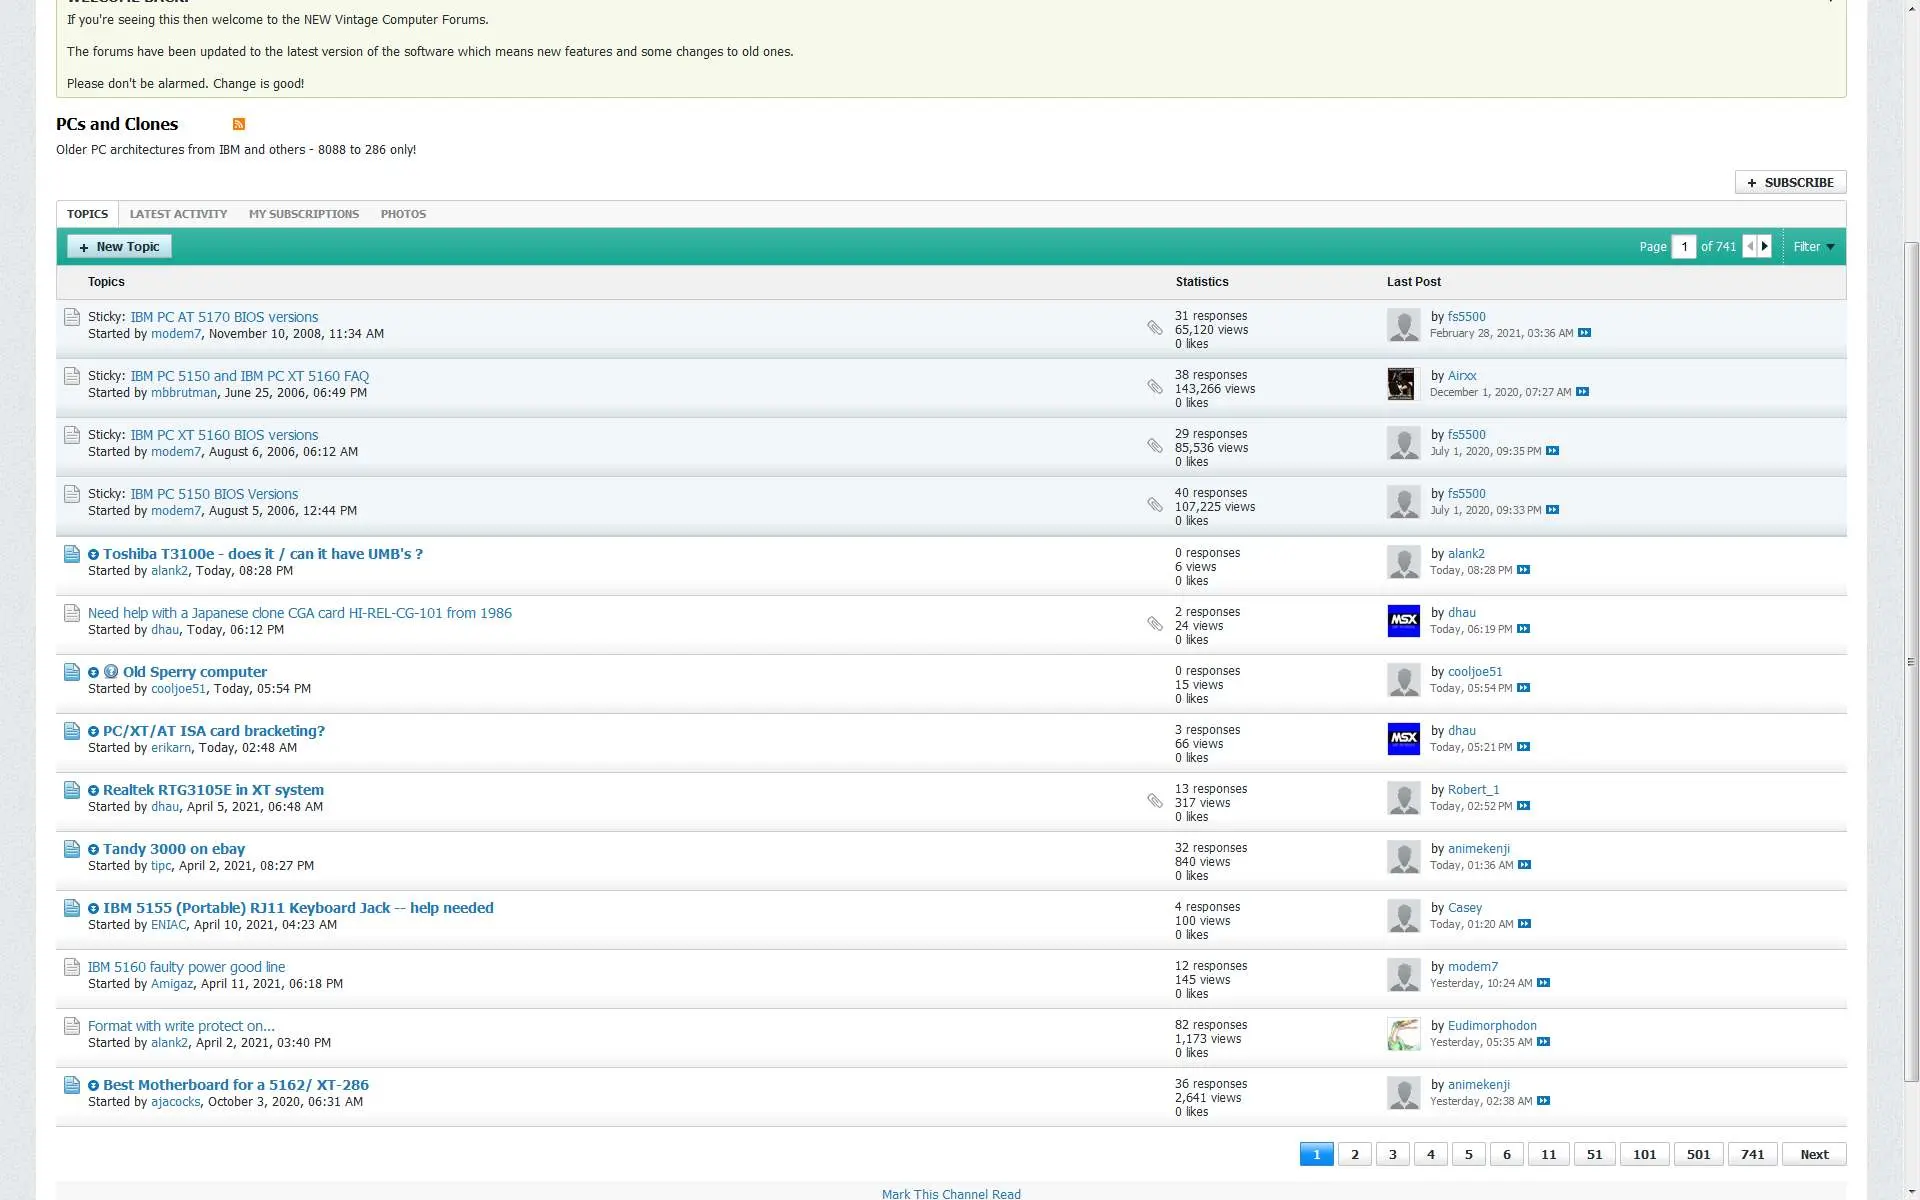 If you're seeing this then welcome to the NEW Vintage Computer Forums.
The forums have been updated to the latest version of the software which means new features and some changes to old ones.
Please don't be alarmed. Change is good!
PCs and Clones
Older PC architectures from IBM and others - 8088 to 286 only!
+ SUBSCRIBE
TOPICS LATEST ACTIVITY MY SUBSCRIPTIONS PHOTOS
+ New Topic Page 1 of 741 Filter
Topics Statistics Last Post
Sticky: IBM PC AT 5170 BIOS versions
Started by modem7, November 10, 2008, 11:34 AM
31 responses
65,120 views
0 likes
by fs5500
February 28, 2021, 03:36 AM
Sticky: IBM PC 5150 and IBM PC XT 5160 FAQ
Started by mbbrutman, June 25, 2006, 06:49 PM
38 responses
143,266 views
0 likes
by Airxx
December 1, 2020, 07:27 AM
Sticky: IBM PC XT 5160 BIOS versions
Started by modem7, August 6, 2006, 06:12 AM
29 responses
85,536 views
0 likes
by fs5500
July 1, 2020, 09:35 PM
Sticky: IBM PC 5150 BIOS Versions
Started by modem7, August 5, 2006, 12:44 PM
40 responses
107,225 views
0 likes
by fs5500
July 1, 2020, 09:33 PM
Toshiba T3100e - does it / can it have UMB's ?
Started by alank2, Today, 08:28 PM
0 responses
6 views
0 likes
by alank2
Today, 08:28 PM
Need help with a Japanese clone CGA card HI-REL-CG-101 from 1986
Started by dhau, Today, 06:12 PM
2 responses
24 views
0 likes
MSX
by dhau
Today, 06:19 PM
Old Sperry computer
Started by cooljoe51, Today, 05:54 PM
0 responses
15 views
0 likes
by cooljoe51
Today, 05:54 PM
PC/XT/AT ISA card bracketing?
Started by erikarn, Today, 02:48 AM
3 responses
66 views
0 likes
MSX
by dhau
Today, 05:21 PM
Realtek RTG3105E in XT system
Started by dhau, April 5, 2021, 06:48 AM
13 responses
317 views
0 likes
by Robert_1
Today, 02:52 PM
Tandy 3000 on ebay
Started by tipc, April 2, 2021, 08:27 PM
32 responses
840 views
0 likes
by animekenji
Today, 01:36 AM
IBM 5155 (Portable) RJ11 Keyboard Jack -- help needed
Started by ENIAC, April 10, 2021, 04:23 AM
4 responses
100 views
0 likes
by Casey
Today, 01:20 AM
IBM 5160 faulty power good line
Started by Amigaz, April 11, 2021, 06:18 PM
12 responses
145 views
0 likes
by modem7
Yesterday, 10:24 AM
Format with write protect on...
Started by alank2, April 2, 2021, 03:40 PM
82 responses
1,173 views
0 likes
by Eudimorphodon
Yesterday, 05:35 AM
Best Motherboard for a 5162/ XT-286
Started by ajacocks, October 3, 2020, 06:31 AM
36 responses
2,641 views
0 likes
by animekenji
Yesterday, 02:38 AM
1 2 3 4 5 6 11 51 101 501 741 Next
Mark This Channel Read